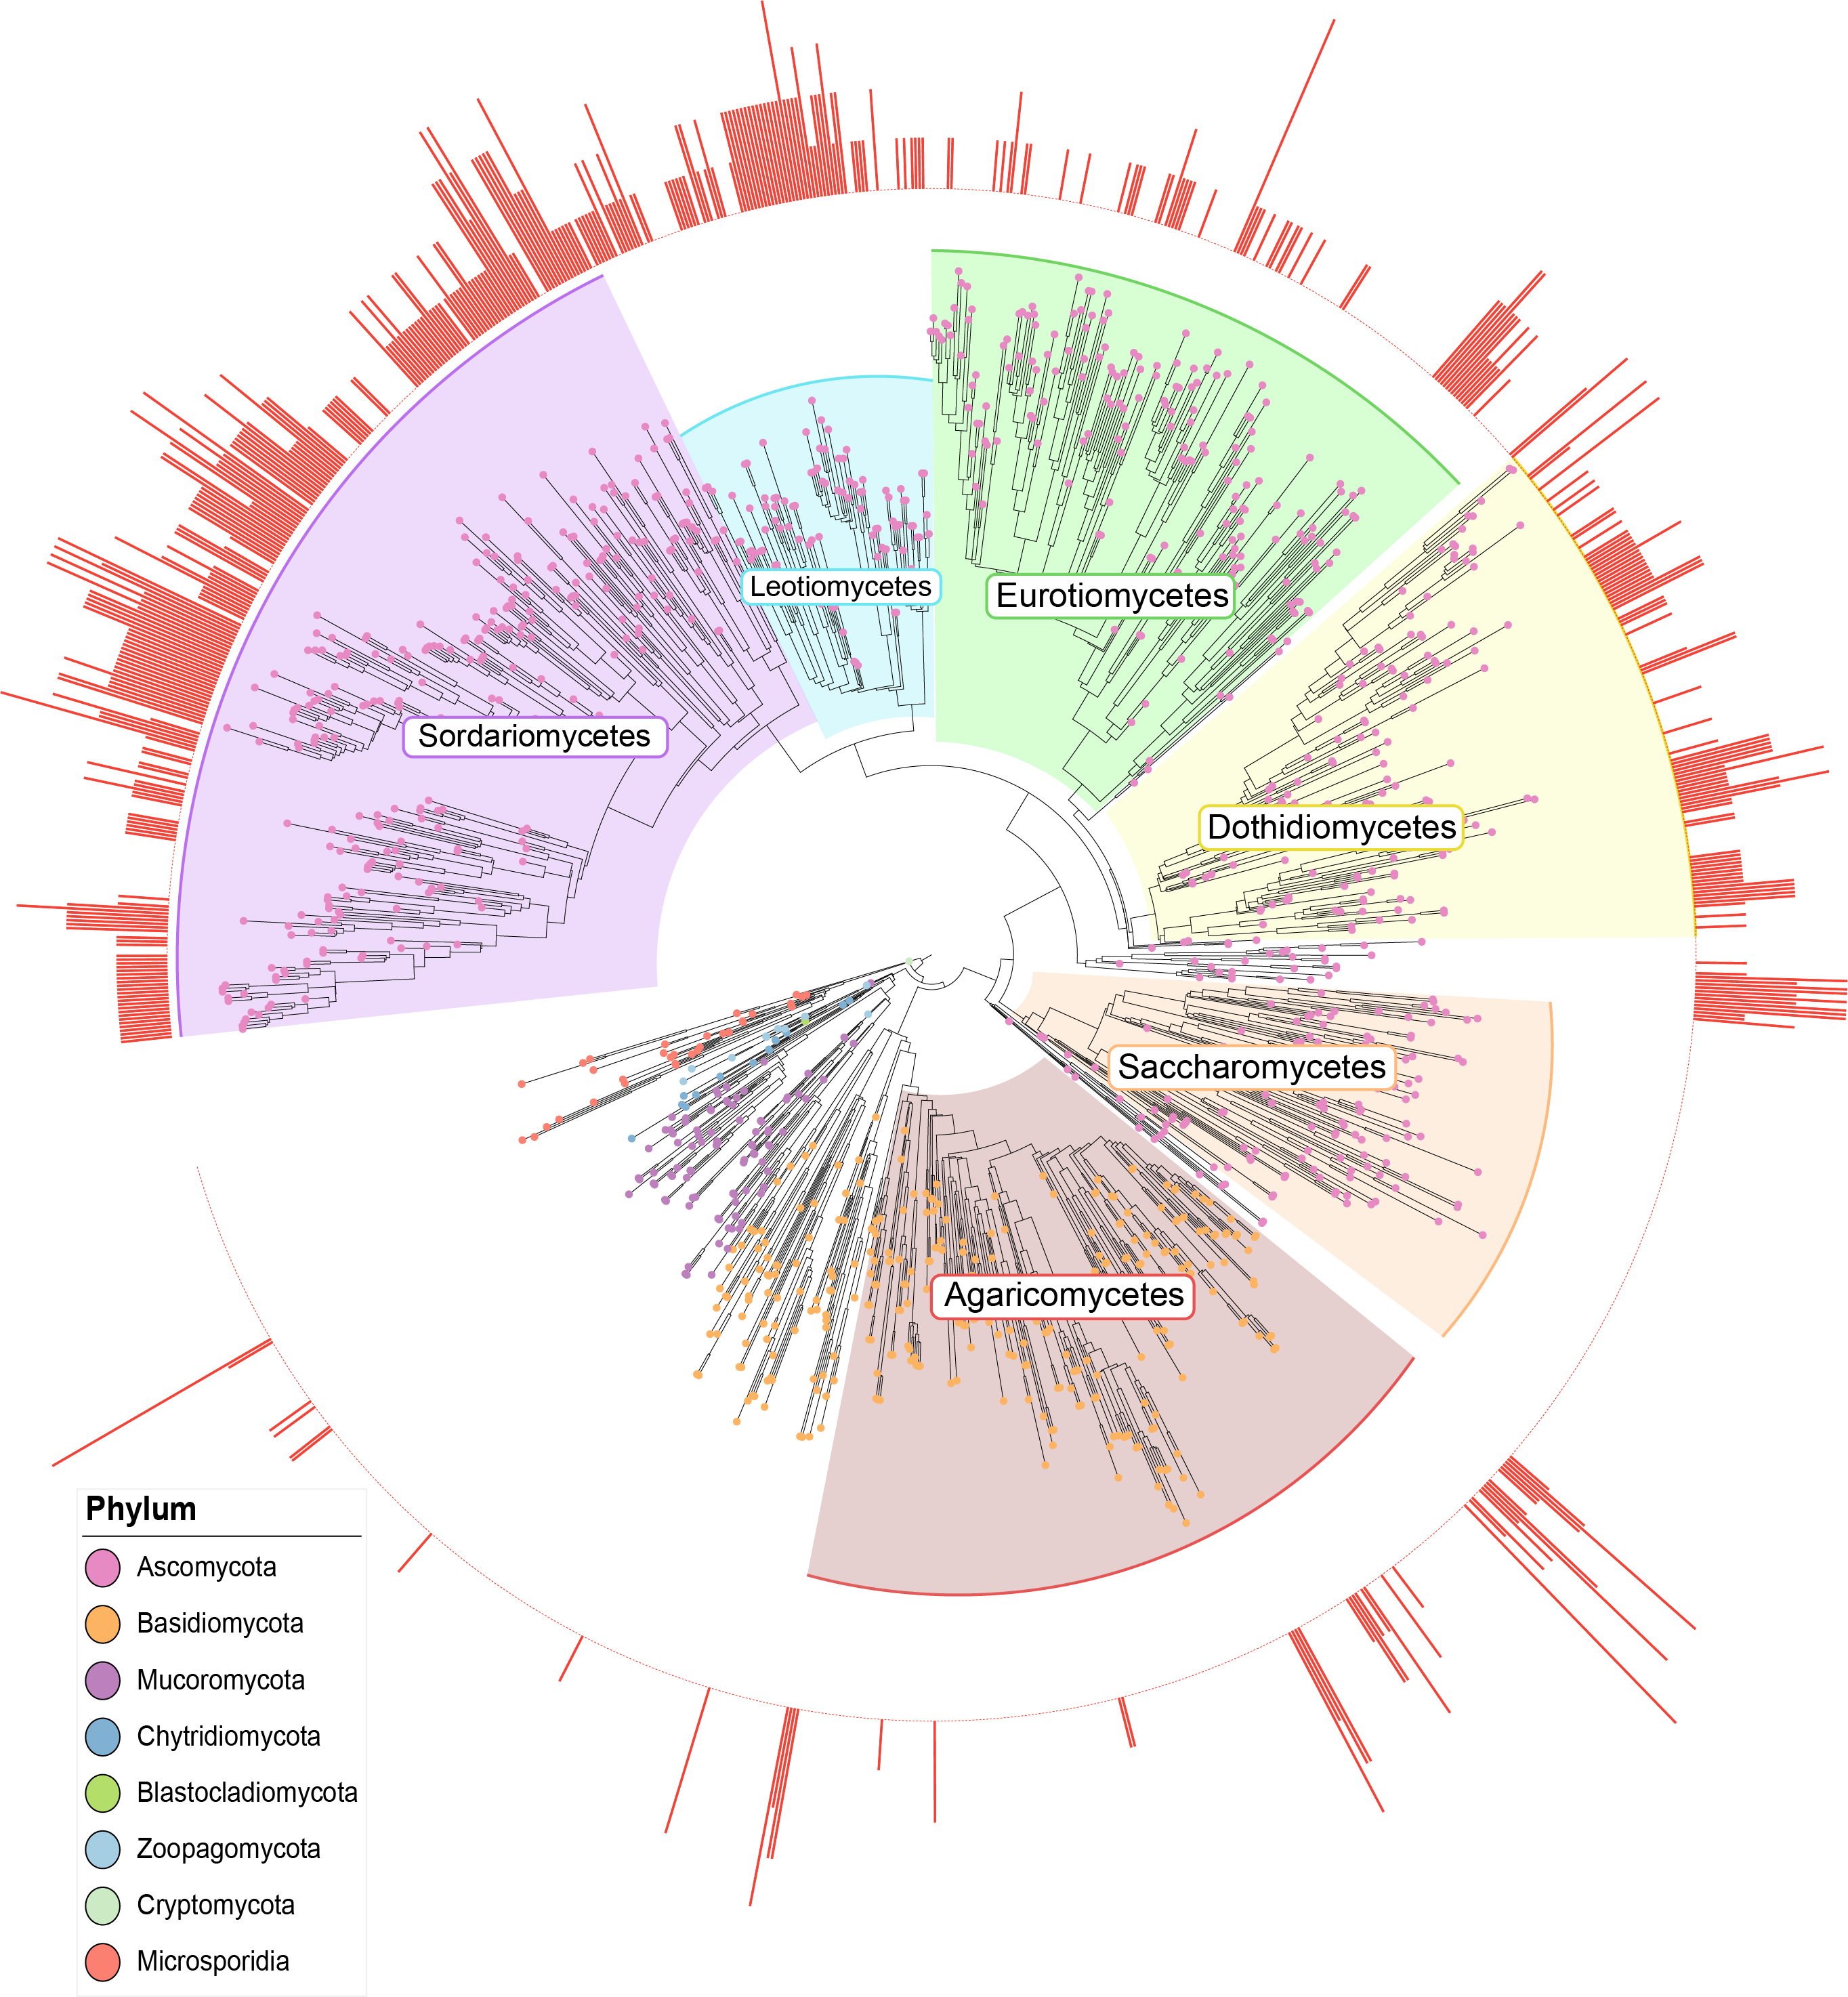 Leotiomycetes
Eurotiomycetes
Sordariomycetes
Dothidiomycetes
Saccharomycetes
Agaricomycetes
Phylum
Ascomycota
Basidiomycota
Mucoromycota
Chytridiomycota
Blastocladiomycota
Zoopagomycota
Cryptomycota
Microsporidia